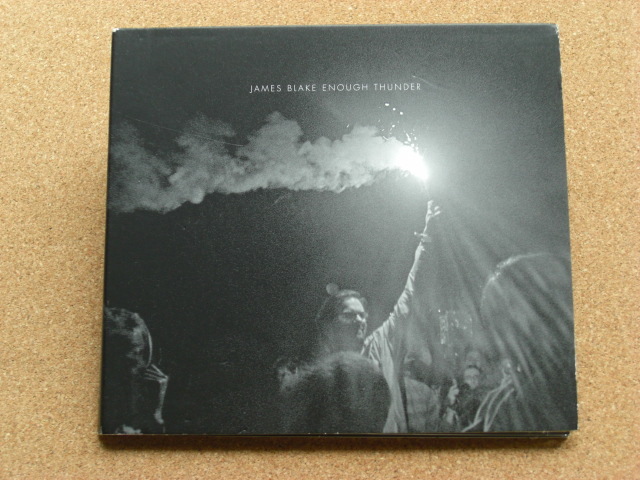 JAMES BLAKE ENOUGH THUNDER